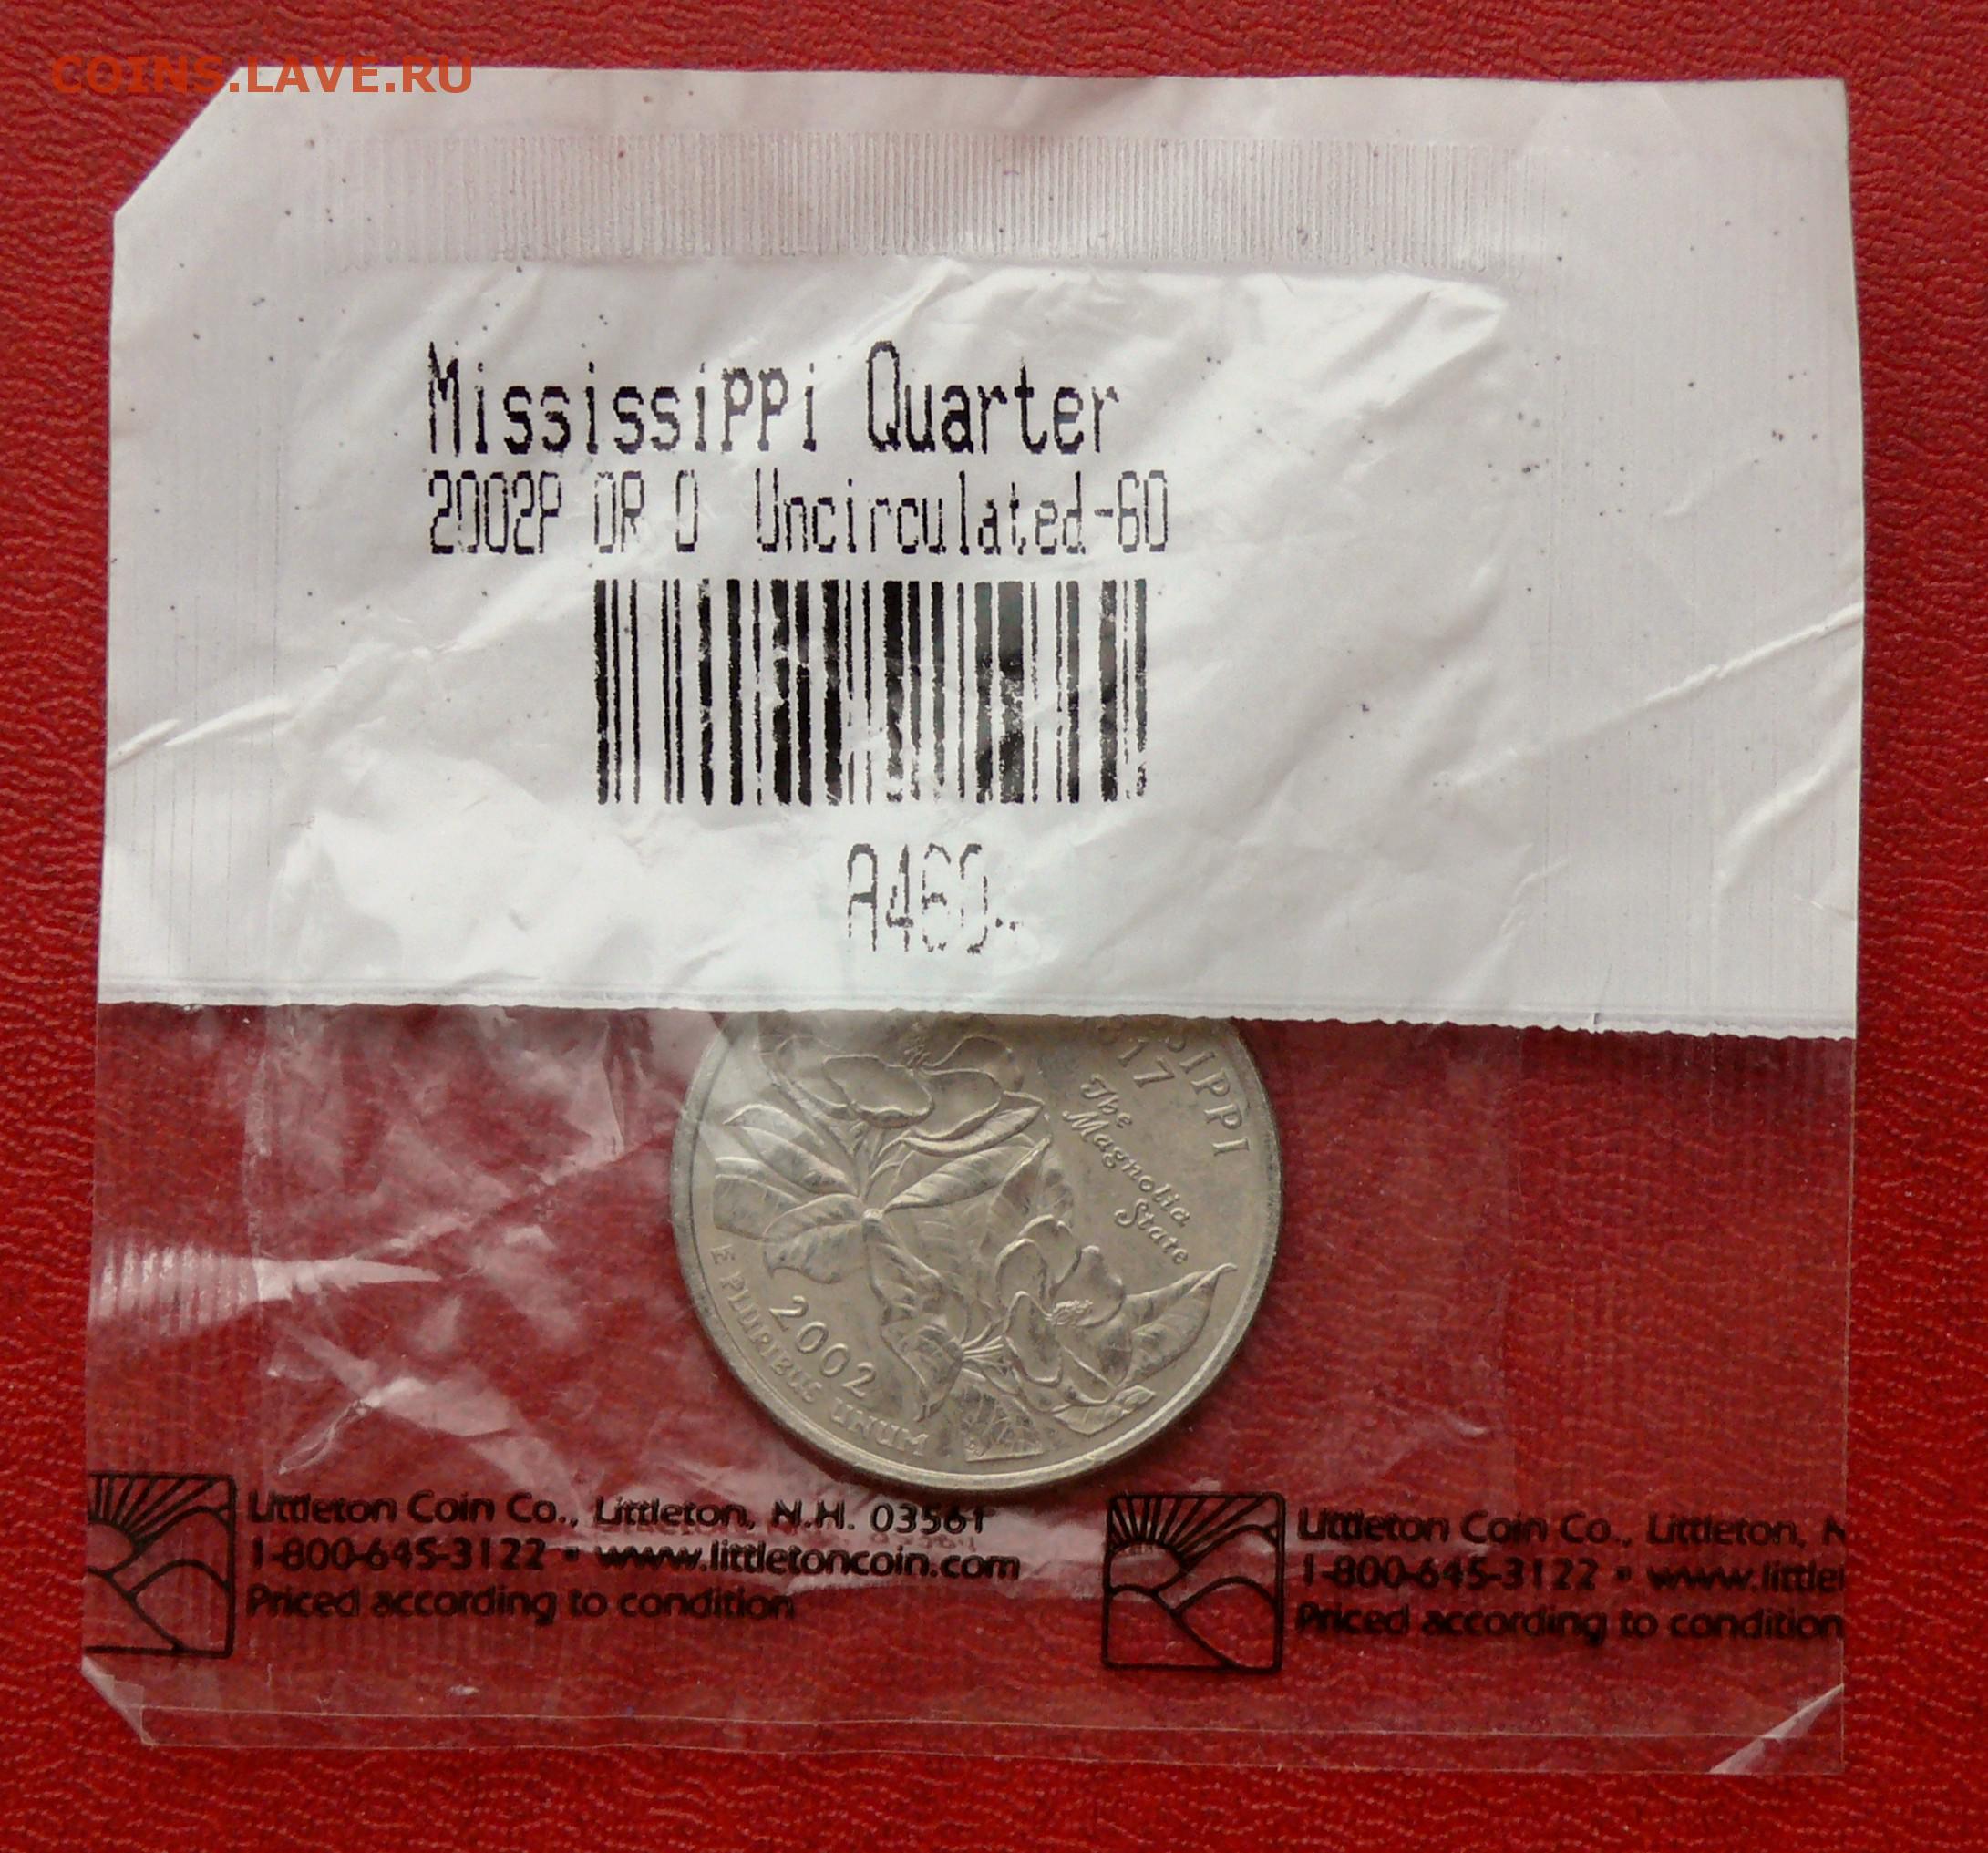 COINS.LAVE.RU
Mississippi Quarter
2002P OR D Uncirculated-60
A460
SIPPI
17
The
Magnolia
State
2002
E PLURIBUS UNUM
Littleton Coin Co., Littleton, N.H. 03561
1-800-645-3122 • www.littletoncoin.com
Priced according to condition
Littleton Coin Co., Littleton, N
1-800-645-3122 • www.littlet
Priced according to condition